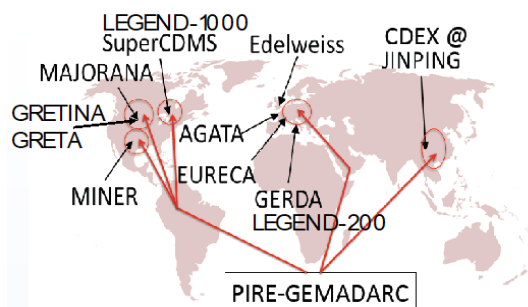 LEGEND-1000
SuperCDMS
Edelweiss
CDEX @
JINPING
MAJORANA
GRETINA
GRETA
AGATA
EURECA
MINER
GERDA
LEGEND-200
PIRE-GEMADARC